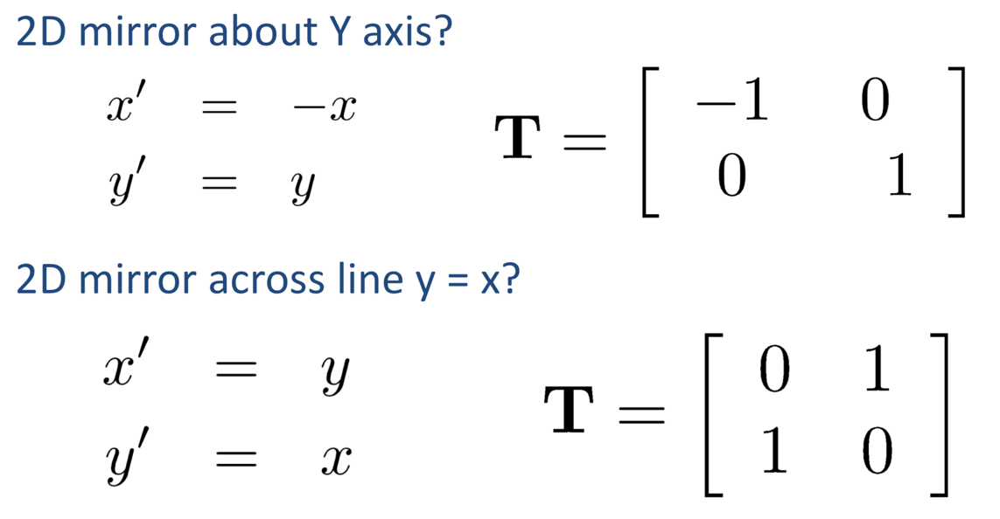 2D mirror about Y axis?
x′ = −x
y′ = y
T = [ −1 0
0 1 ]
2D mirror across line y = x?
x′ = y
y′ = x
T = [ 0 1
1 0 ]